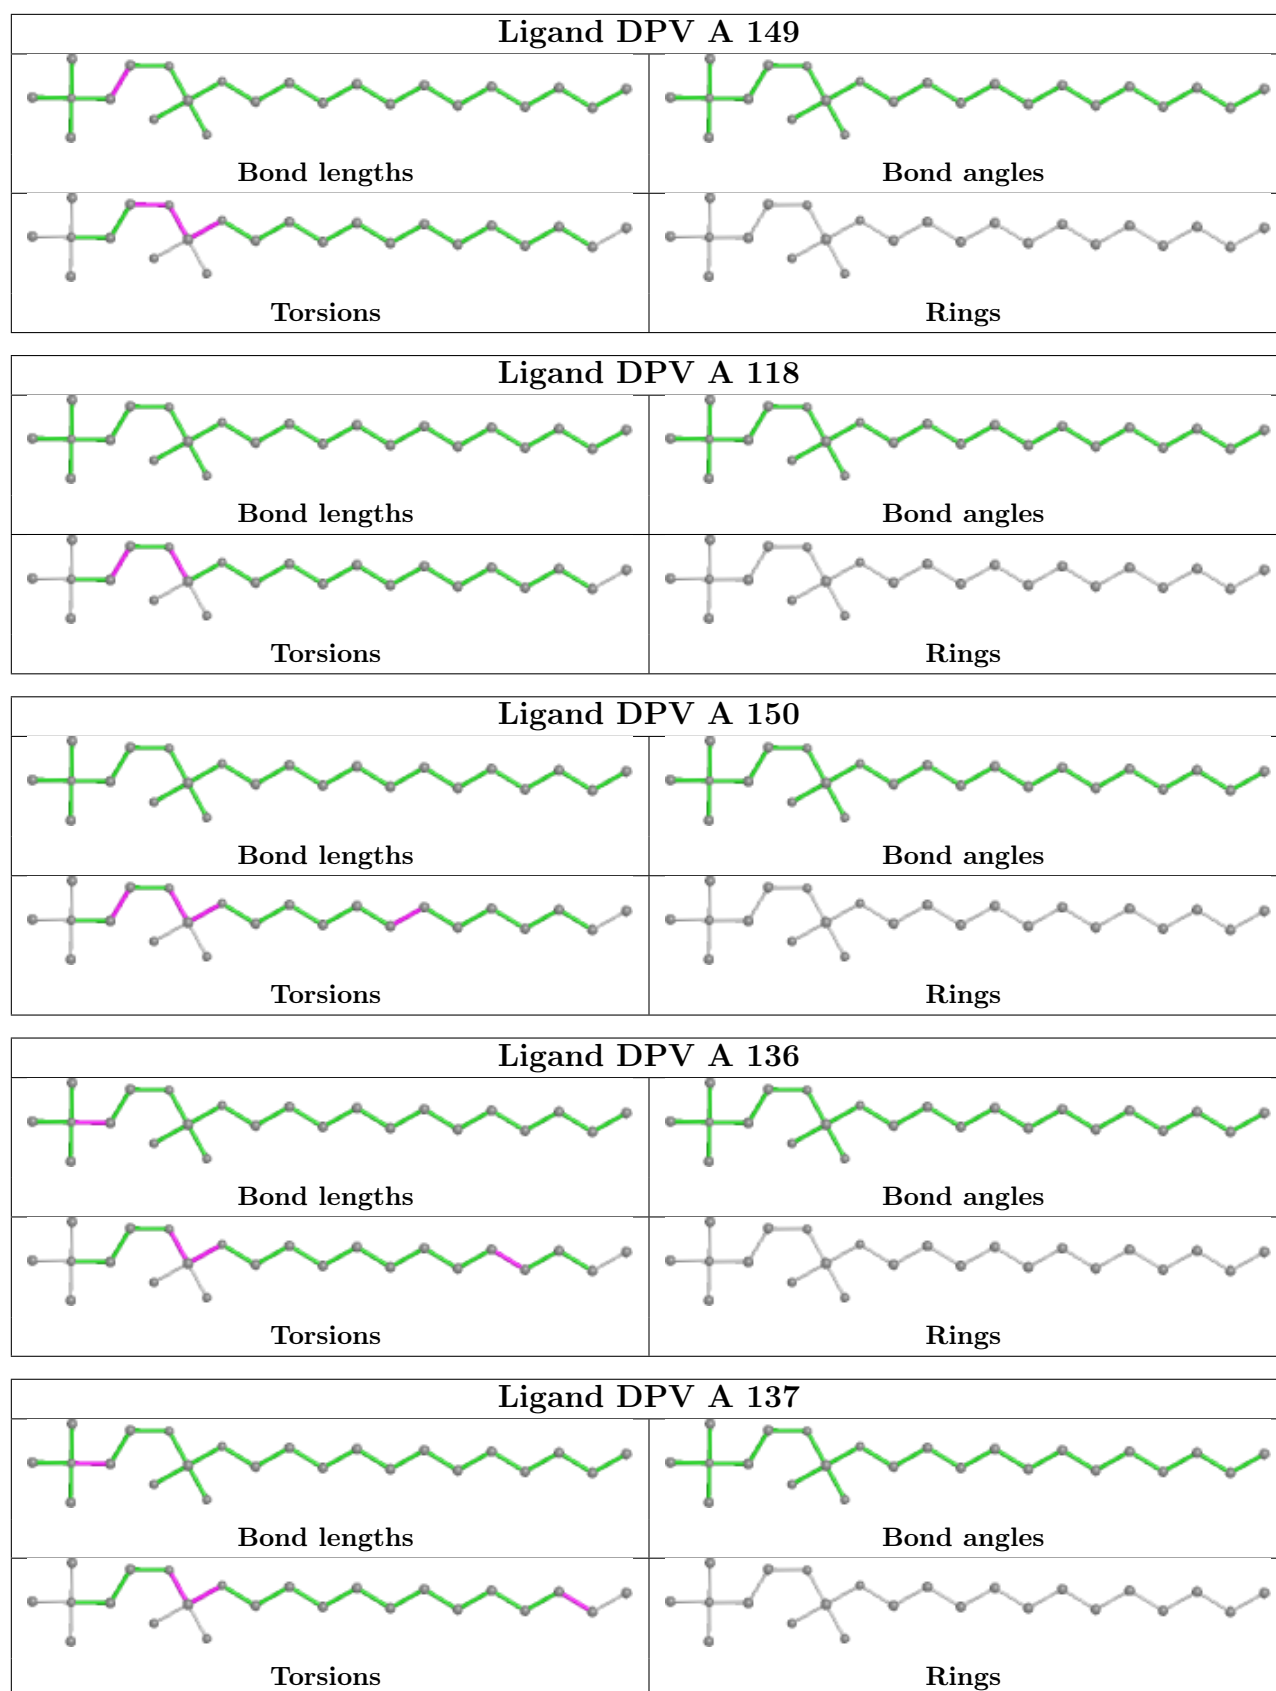 Ligand DPV A 149
Bond lengths
Bond angles
Torsions
Rings
Ligand DPV A 118
Bond lengths
Bond angles
Torsions
Rings
Ligand DPV A 150
Bond lengths
Bond angles
Torsions
Rings
Ligand DPV A 136
Bond lengths
Bond angles
Torsions
Rings
Ligand DPV A 137
Bond lengths
Bond angles
Torsions
Rings